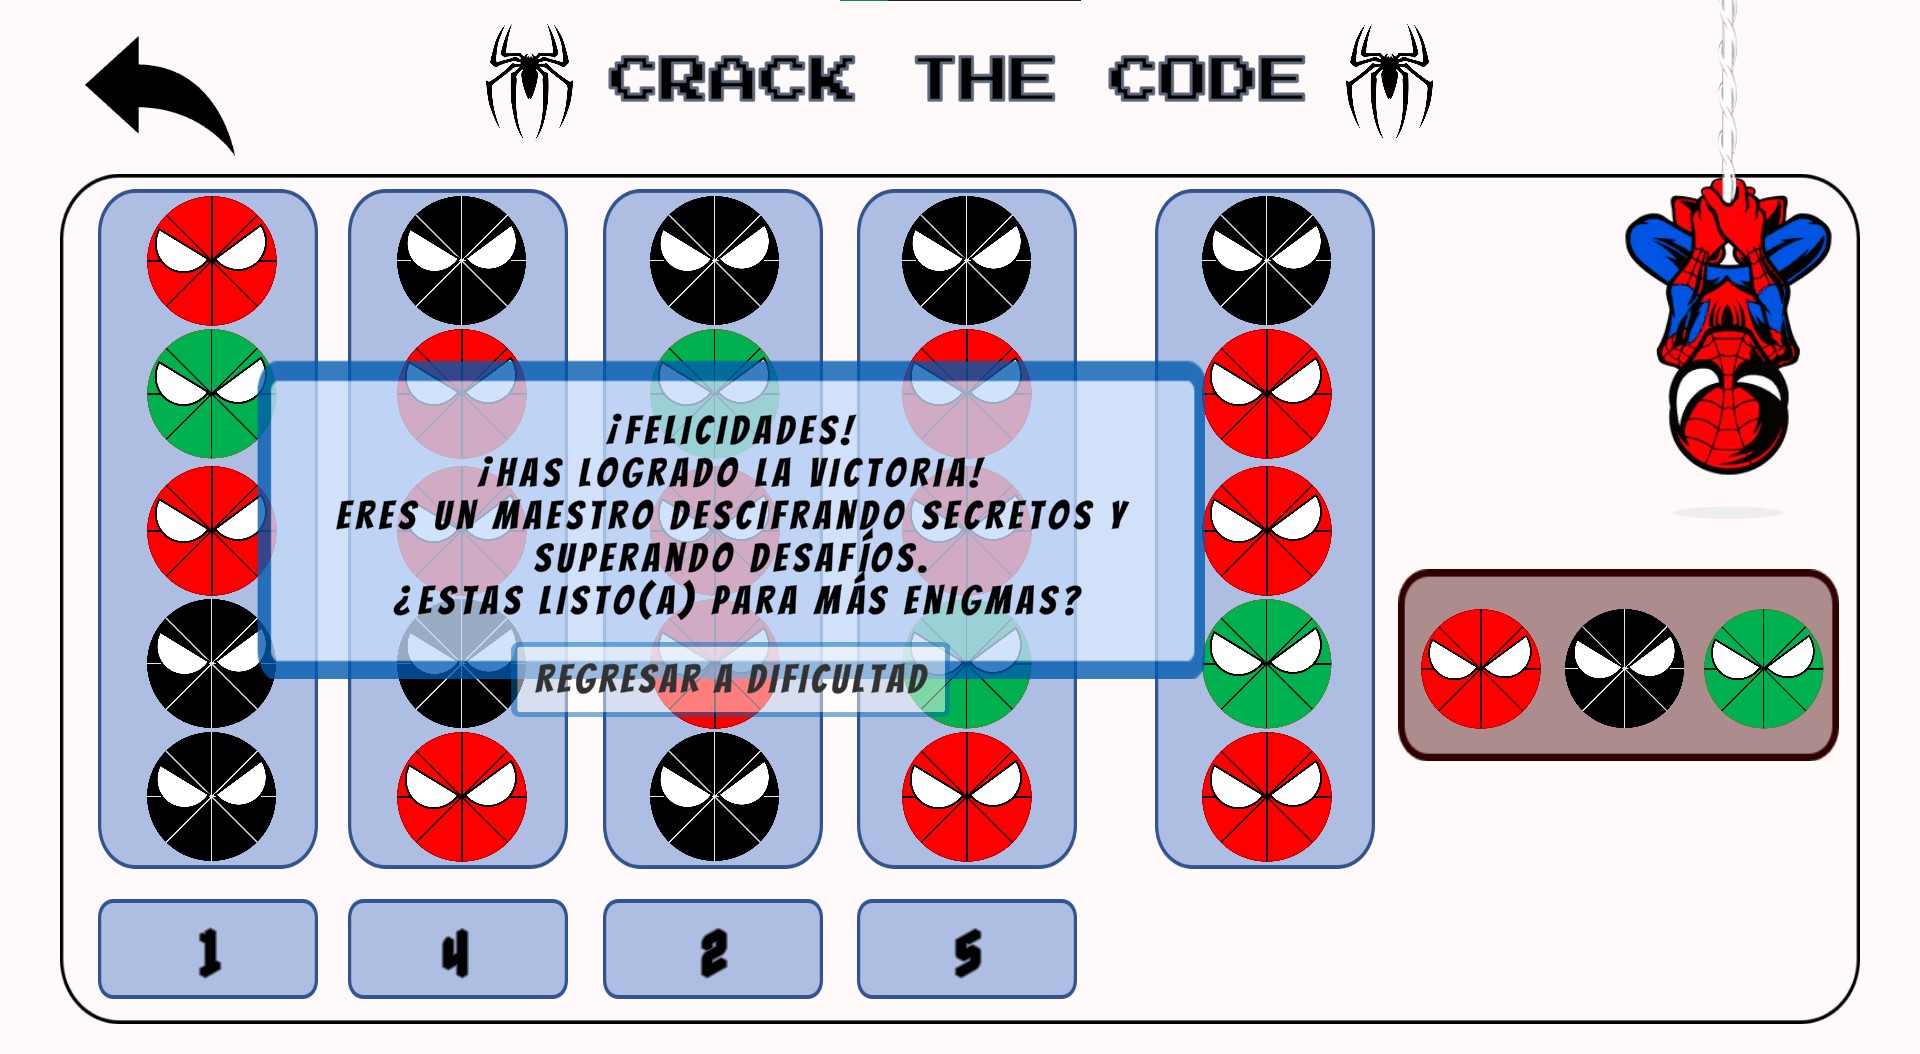 CRACK THE CODE
¡FELICIDADES!
¡HAS LOGRADO LA VICTORIA!
ERES UN MAESTRO DESCIFRANDO SECRETOS Y
SUPERANDO DESAFÍOS.
¿ESTAS LISTO(A) PARA MÁS ENIGMAS?
REGRESAR A DIFICULTAD
1 4 2 5